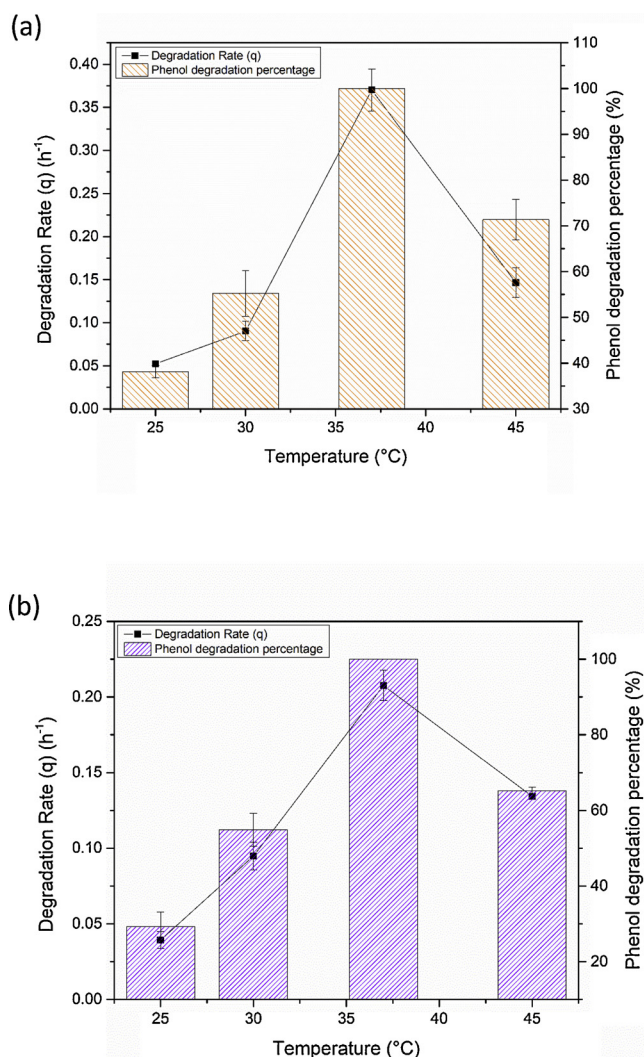 (a)
Degradation Rate (q)
Phenol degradation percentage
0.40
0.35
0.30
0.25
0.20
0.15
0.10
0.05
0.00
Degradation Rate (q) (h⁻¹)
110
100
90
80
70
60
50
40
30
Phenol degradation percentage (%)
25 30 35 40 45
Temperature (°C)
(b)
Degradation Rate (q)
Phenol degradation percentage
0.25
0.20
0.15
0.10
0.05
0.00
Degradation Rate (q) (h⁻¹)
100
80
60
40
20
Phenol degradation percentage (%)
25 30 35 40 45
Temperature (°C)